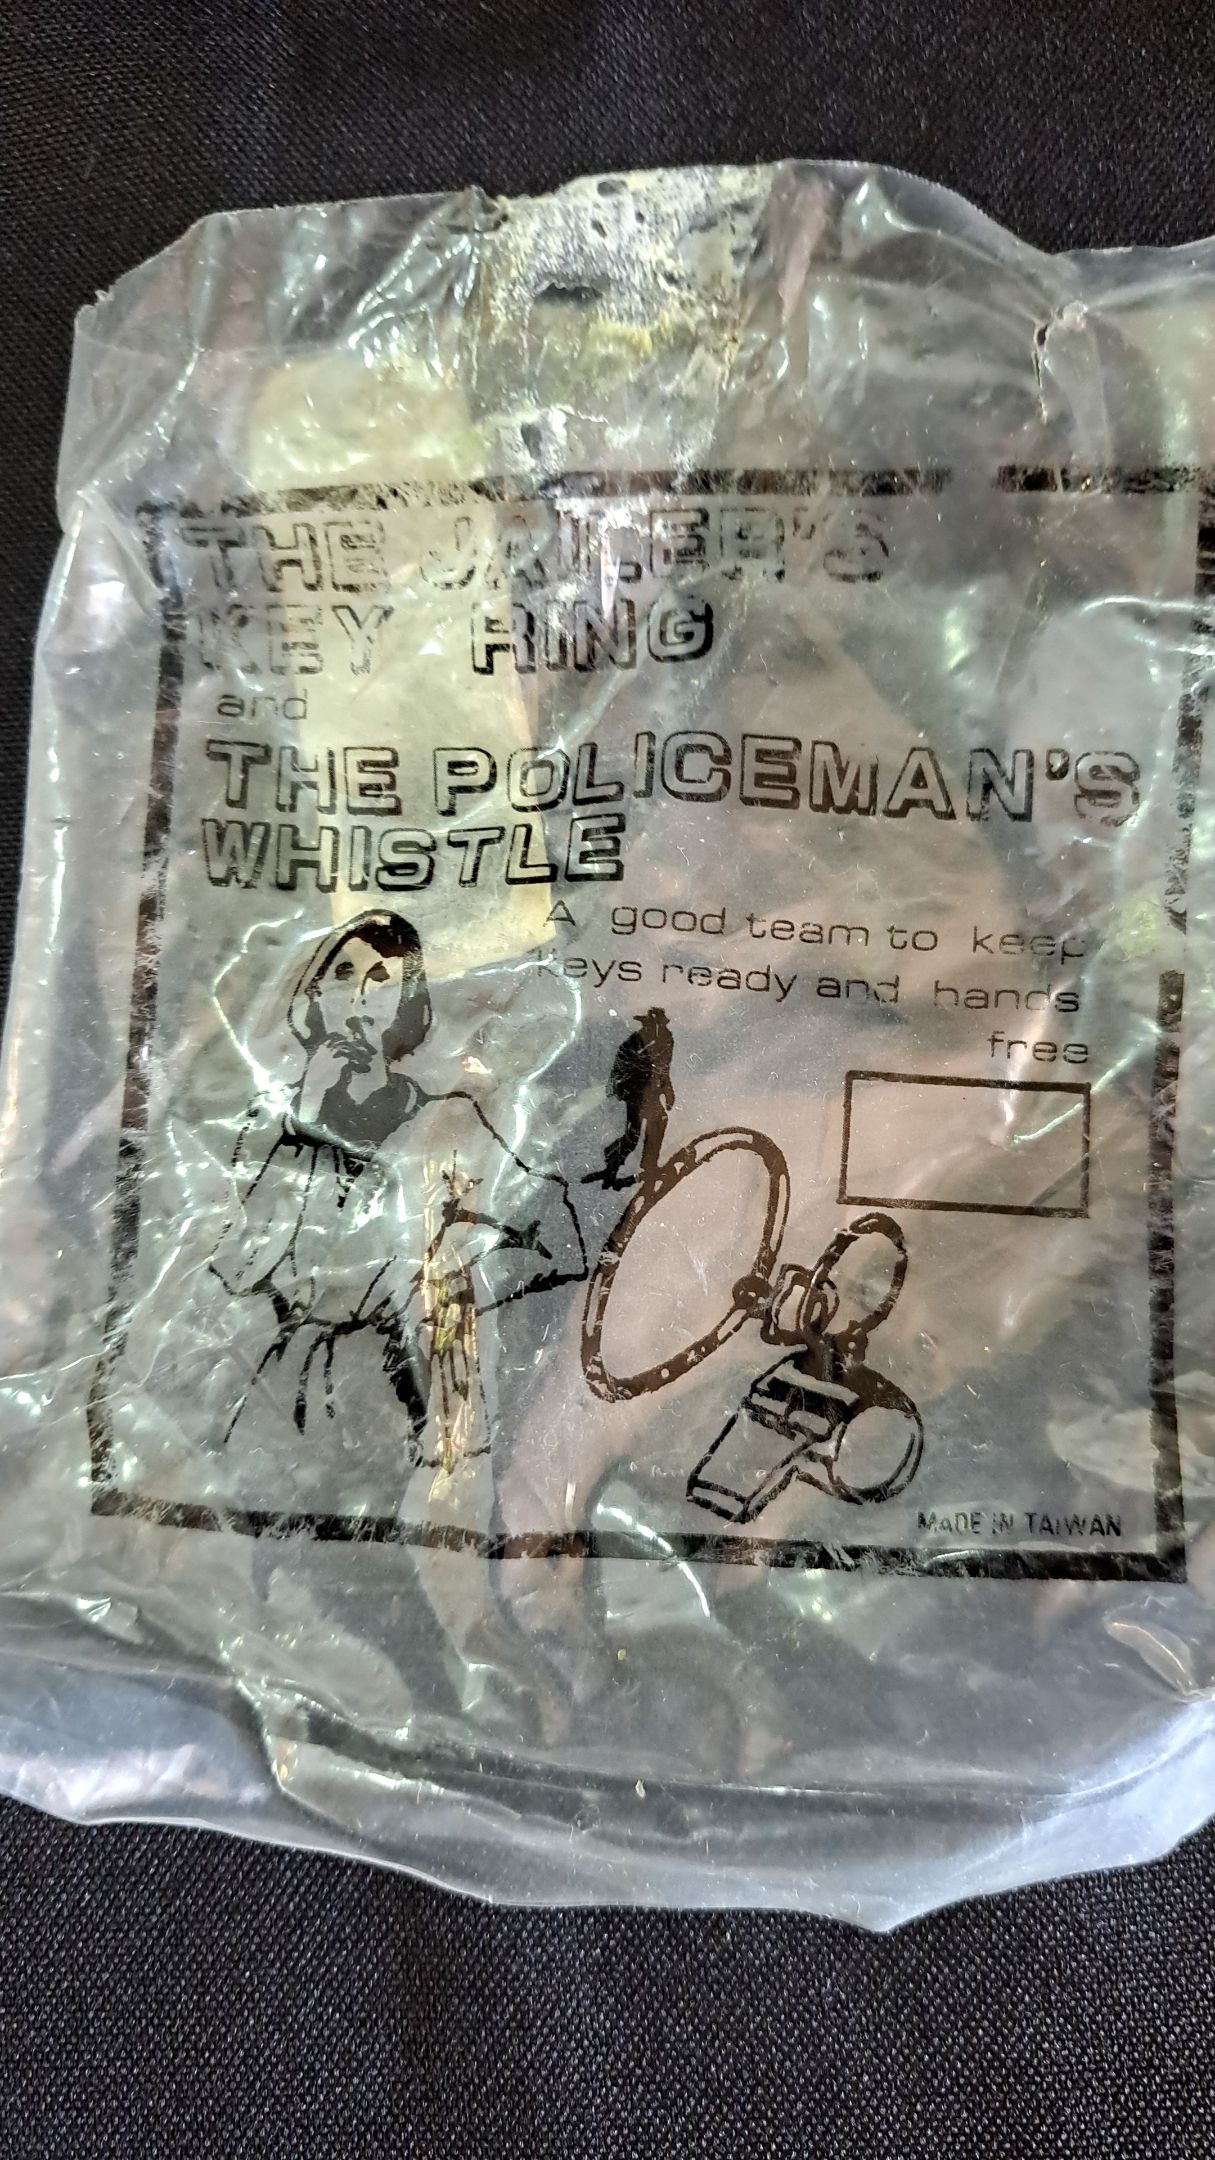 THE JAILER'S
KEY RING
and
THE POLICEMAN'S
WHISTLE
A good team to keep
keys ready and hands
free
MADE IN TAIWAN